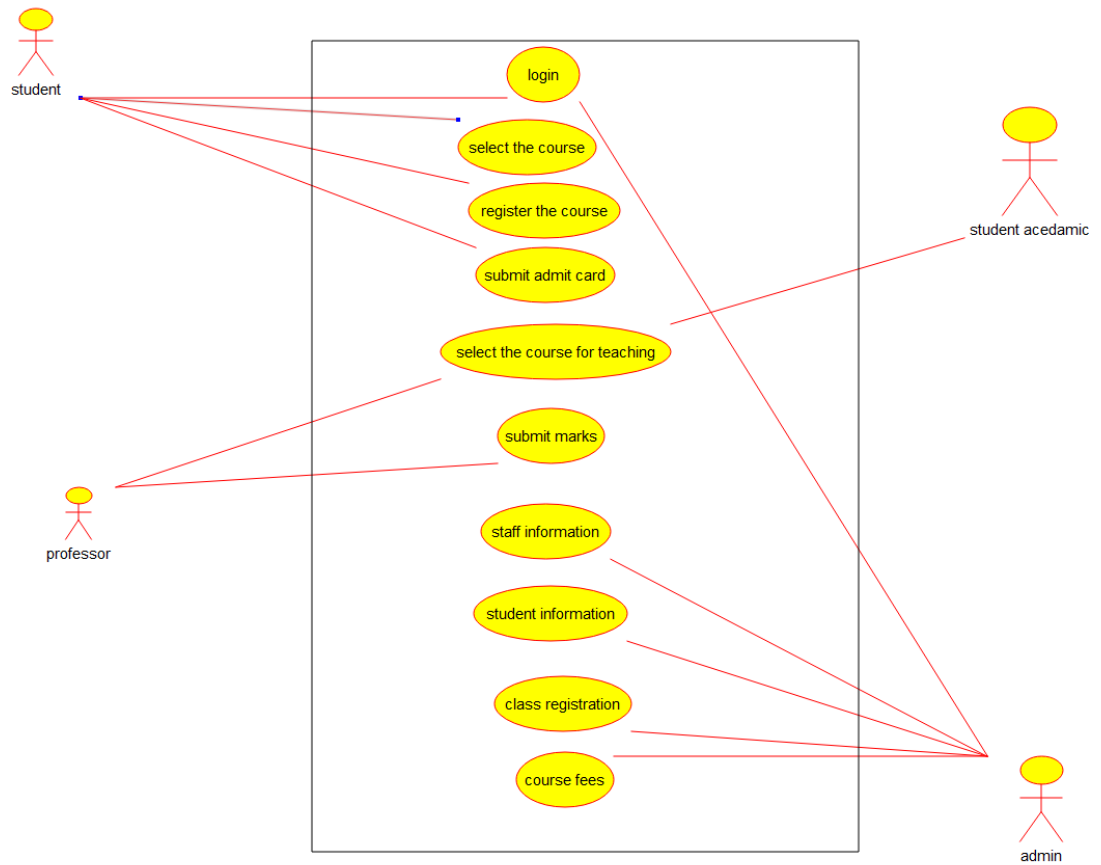 student
login
select the course
register the course
student acedamic
submit admit card
select the course for teaching
submit marks
professor
staff information
student information
class registration
course fees
admin